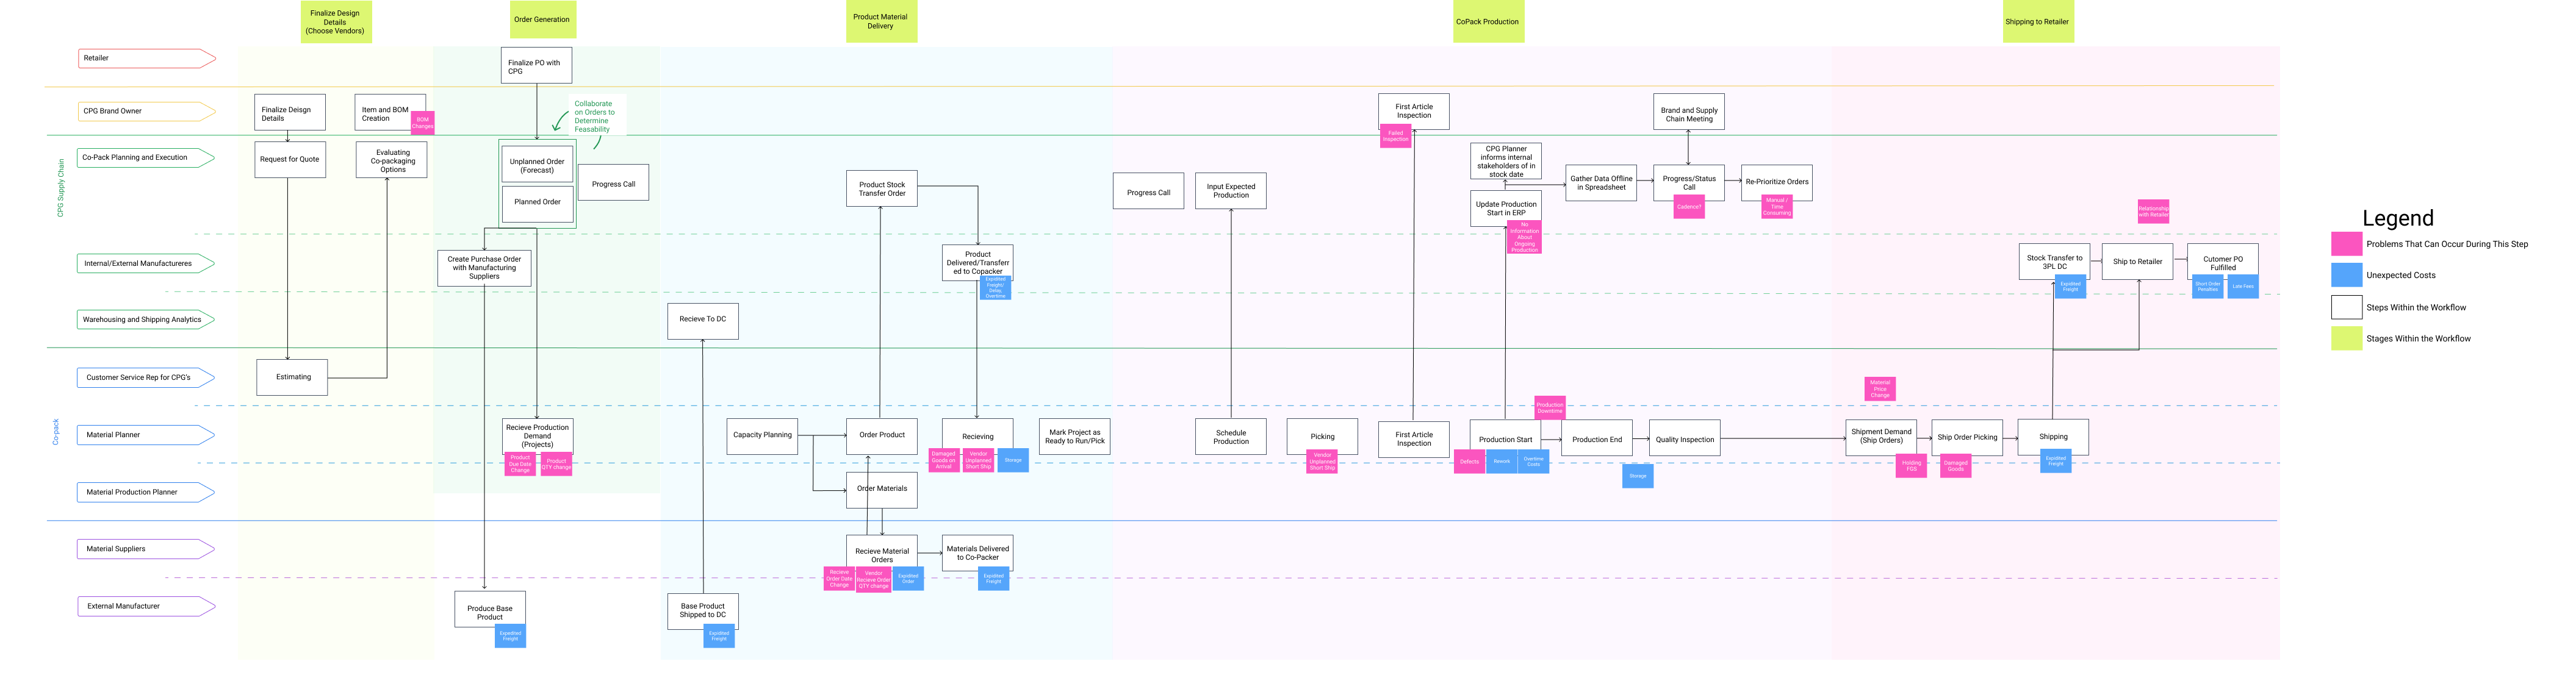 Finalize Design
Details
(Choose Vendors)
Order Generation
Product Material
Delivery
CoPack Production
Shipping to Retailer
Retailer
Finalize PO with
CPG
CPG Brand Owner
Finalize Deisgn
Details
Item and BOM
Creation
BOM
Changes
Collaborate
on Orders to
Determine
Feasability
First Article
Inspection
Failed
Inspection
Brand and Supply
Chain Meeting
CPG Supply Chain
Co-Pack Planning and Execution
Request for Quote
Evaluating
Co-packaging
Options
Unplanned Order
(Forecast)
Planned Order
Progress Call
Product Stock
Transfer Order
Progress Call
Input Expected
Production
CPG Planner
informs internal
stakeholders of in
stock date
Update Production
Start in ERP
No
Information
About
Ongoing
Production
Gather Data Offline
in Spreadsheet
Progress/Status
Call
Cadence?
Re-Prioritize Orders
Manual /
Time
Consuming
Relationship
with Retailer
Legend
Problems That Can Occur During This Step
Unexpected Costs
Steps Within the Workflow
Stages Within the Workflow
Internal/External Manufactureres
Create Purchase Order
with Manufacturing
Suppliers
Product
Delivered/Transferr
ed to Copacker
Expidited
Freight/
Delay,
Overtime
Stock Transfer to
3PL DC
Expidited
Freight
Ship to Retailer
Cutomer PO
Fulfilled
Short Order
Penalties
Late Fees
Warehousing and Shipping Analytics
Recieve To DC
Co-pack
Customer Service Rep for CPG's
Estimating
Material
Price
Change
Material Planner
Recieve Production
Demand
(Projects)
Product
Due Date
Change
Product
QTY change
Capacity Planning
Order Product
Recieving
Damaged
Goods on
Arrival
Vendor
Unplanned
Short Ship
Storage
Mark Project as
Ready to Run/Pick
Schedule
Production
Picking
Vendor
Unplanned
Short Ship
First Article
Inspection
Production
Downtime
Production Start
Defects
Rework
Overtime
Costs
Production End
Quality Inspection
Storage
Shipment Demand
(Ship Orders)
Holding
FGS
Ship Order Picking
Damaged
Goods
Shipping
Expidited
Freight
Material Production Planner
Order Materials
Material Suppliers
Recieve Material
Orders
Recieve
Order Date
Change
Vendor
Recieve Order
QTY change
Expidited
Order
Materials Delivered
to Co-Packer
Expidited
Freight
External Manufacturer
Produce Base
Product
Expedited
Freight
Base Product
Shipped to DC
Expidited
Freight